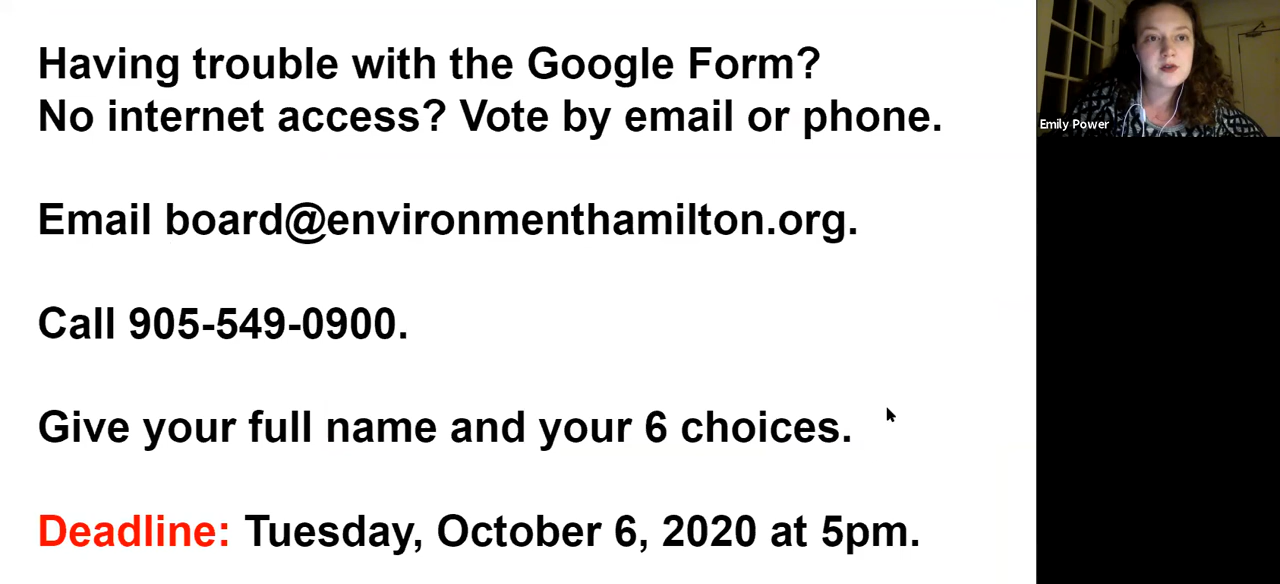 Having trouble with the Google Form?
No internet access? Vote by email or phone.
Email board@environmenthamilton.org.
Call 905-549-0900.
Give your full name and your 6 choices.
Deadline: Tuesday, October 6, 2020 at 5pm.
Emily Power